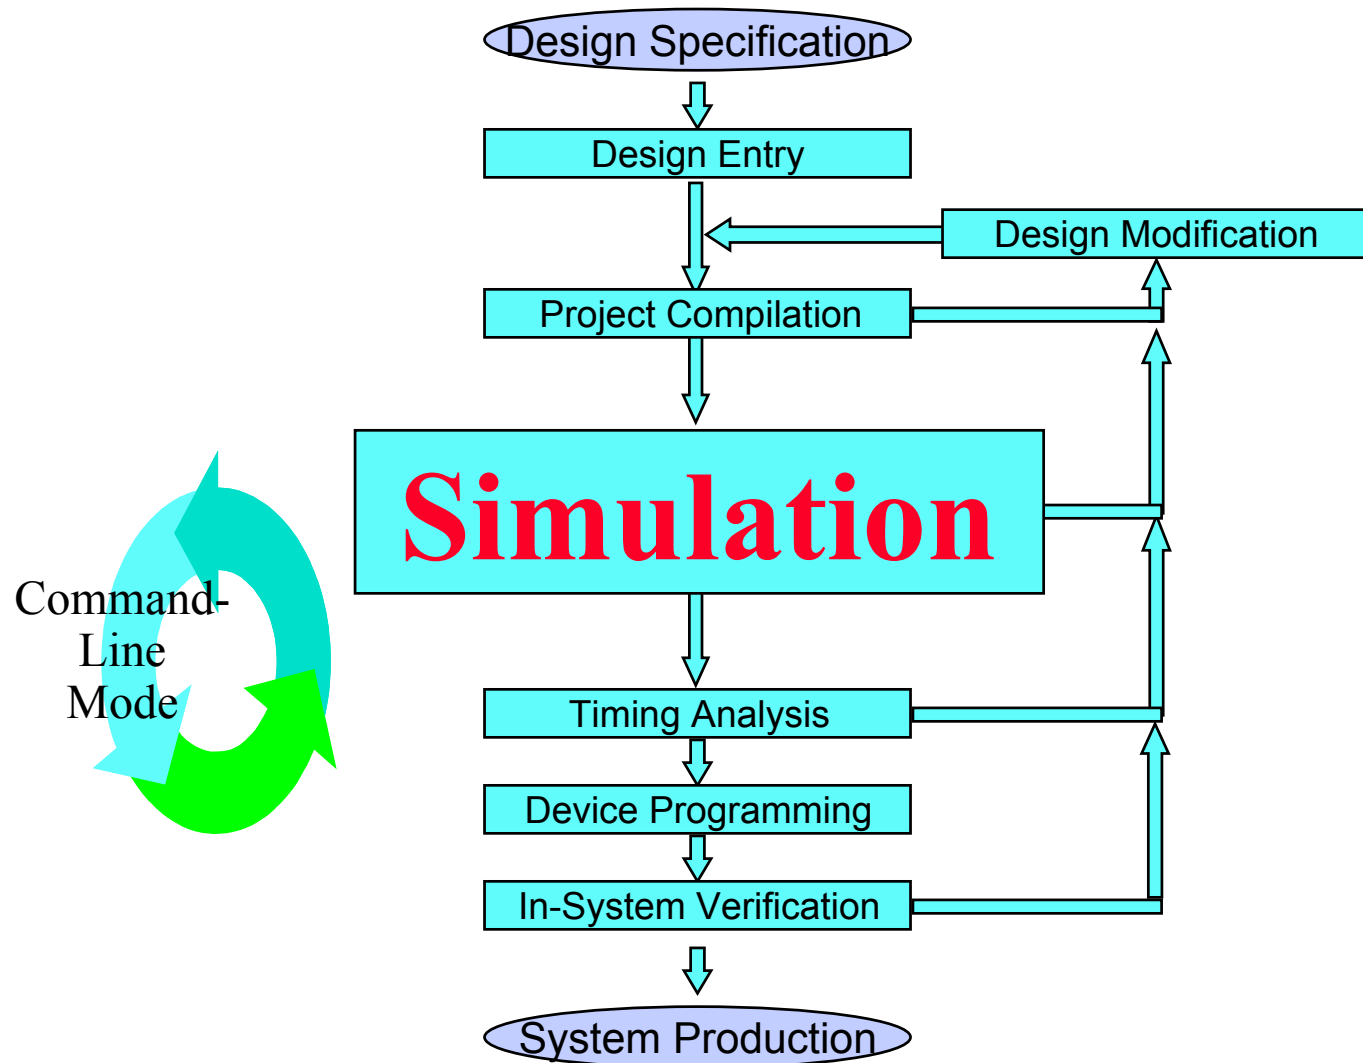 Design Specification
Design Entry
Design Modification
Project Compilation
Simulation
Command-
Line
Mode
Timing Analysis
Device Programming
In-System Verification
System Production